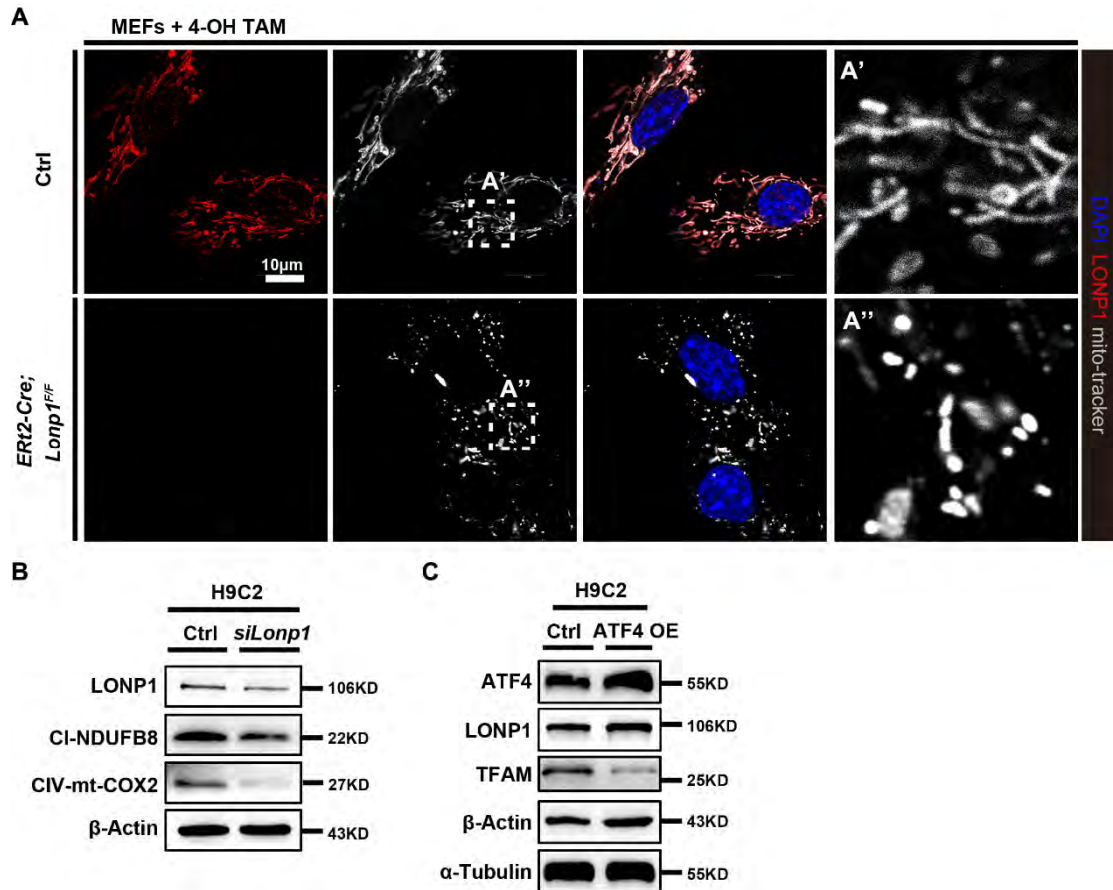 A
MEFs + 4-OH TAM
Ctrl
A'
A'
10μm
ERt2-Cre;
Lonp1F/F
A''
A''
DAPI LONP1 mito-tracker
B
H9C2
Ctrl siLonp1
LONP1 106KD
CI-NDUFB8 22KD
CIV-mt-COX2 27KD
β-Actin 43KD
C
H9C2
Ctrl ATF4 OE
ATF4 55KD
LONP1 106KD
TFAM 25KD
β-Actin 43KD
α-Tubulin 55KD